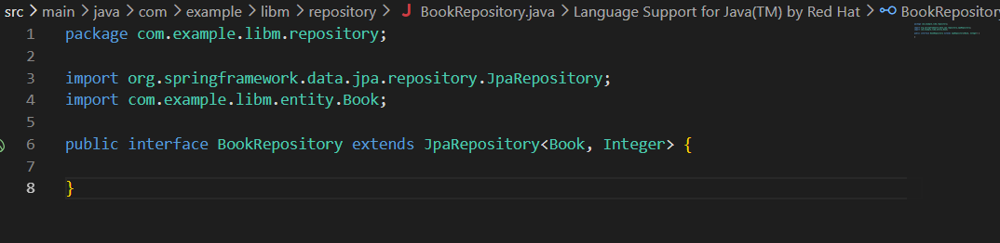 src > main > java > com > example > libm > repository > J BookRepository.java > Language Support for Java(TM) by Red Hat > BookRepository
1 package com.example.libm.repository;
2
3 import org.springframework.data.jpa.repository.JpaRepository;
4 import com.example.libm.entity.Book;
5
6 public interface BookRepository extends JpaRepository<Book, Integer> {
7
8 }